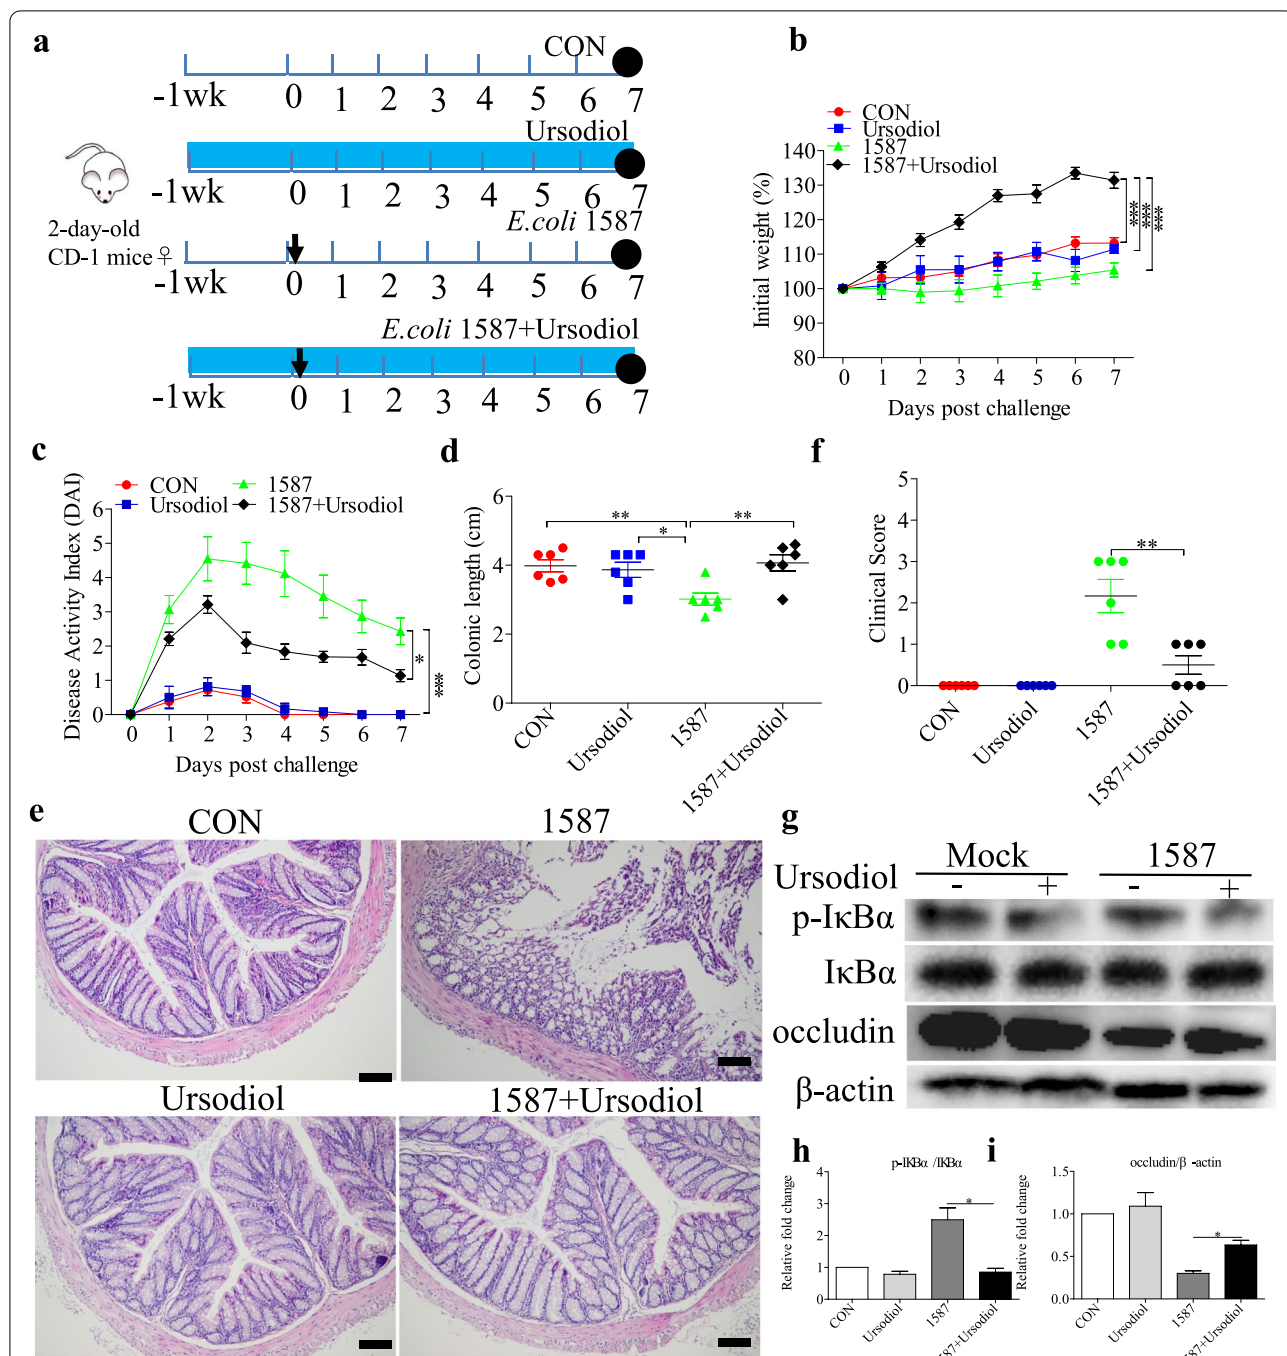 a
CON
-1wk 0 1 2 3 4 5 6 7
Ursodiol
-1wk 0 1 2 3 4 5 6 7
2-day-old
CD-1 mice ♀
E.coli 1587
-1wk 0 1 2 3 4 5 6 7
E.coli 1587+Ursodiol
-1wk 0 1 2 3 4 5 6 7
b
CON
Ursodiol
1587
1587+Ursodiol
Initial weight (%)
140
130
120
110
100
90
80
0 1 2 3 4 5 6 7
Days post challenge
***
***
***
c
CON
Ursodiol
1587
1587+Ursodiol
Disease Activity Index (DAI)
6
5
4
3
2
1
0
0 1 2 3 4 5 6 7
Days post challenge
*
***
d
Colonic length (cm)
6
4
2
0
** * **
CON Ursodiol 1587 1587+Ursodiol
f
Clinical Score
5
4
3
2
1
0
**
CON Ursodiol 1587 1587+Ursodiol
e
CON 1587
Ursodiol 1587+Ursodiol
g
Mock 1587
Ursodiol - + - +
p-IκBα
IκBα
occludin
β-actin
h
p-IKBα /IKBα
Relative fold change
4
3
2
1
0
*
CON Ursodiol 1587 1587+Ursodiol
i
occludin/β -actin
Relative fold change
1.5
1.0
0.5
0.0
*
CON Ursodiol 1587 1587+Ursodiol